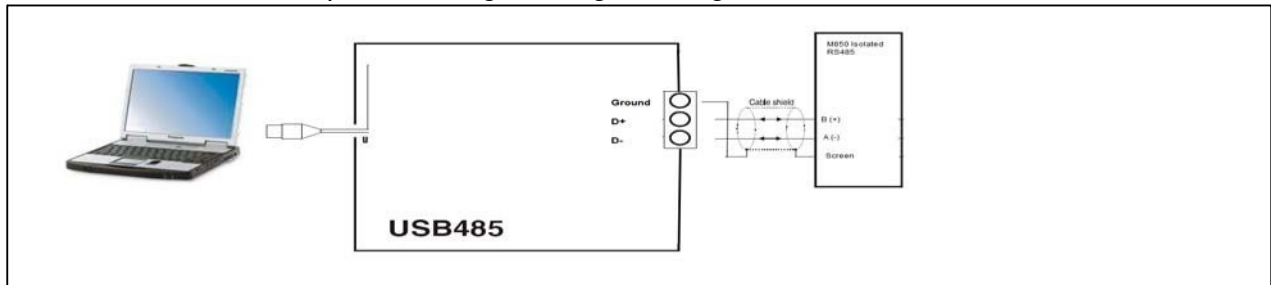 M850 Isolated
RS485
Ground
Cable shield
D+
B (+)
D-
A (-)
Screen
USB485